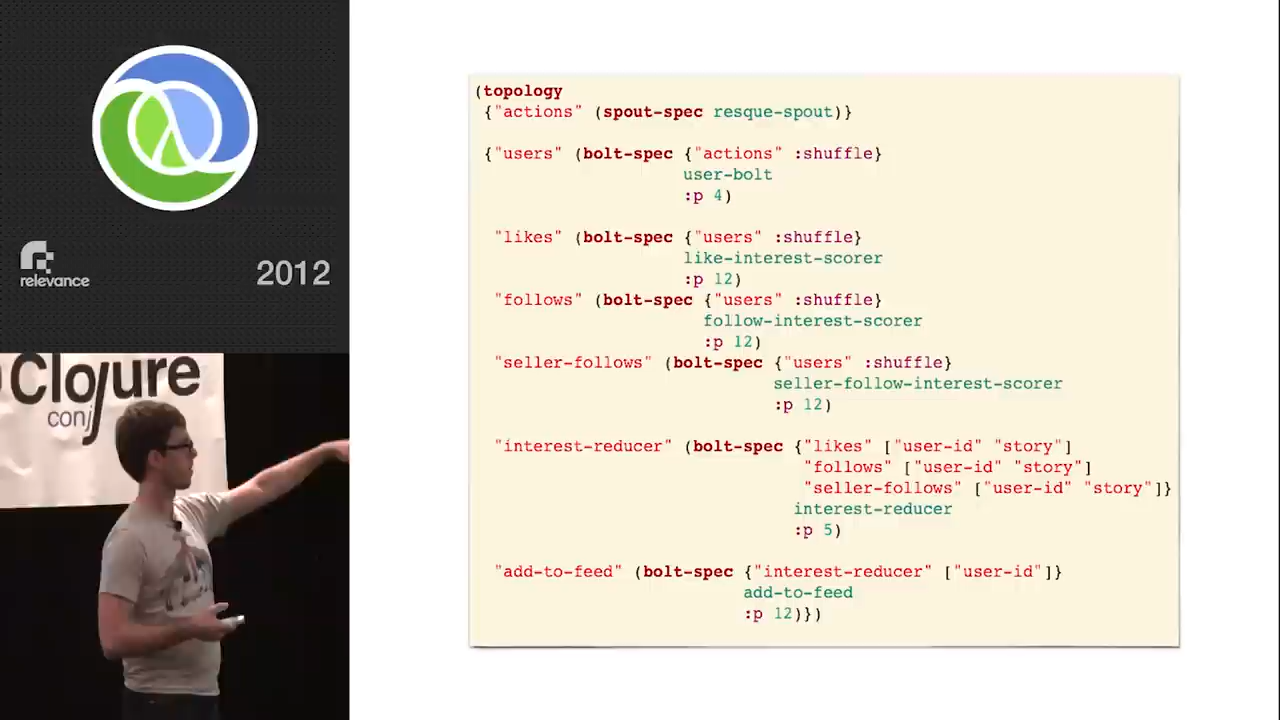 relevance
2012
Clojure
conj
(topology
{"actions" (spout-spec resque-spout)}
{"users" (bolt-spec {"actions" :shuffle}
user-bolt
:p 4)
"likes" (bolt-spec {"users" :shuffle}
like-interest-scorer
:p 12)
"follows" (bolt-spec {"users" :shuffle}
follow-interest-scorer
:p 12)
"seller-follows" (bolt-spec {"users" :shuffle}
seller-follow-interest-scorer
:p 12)
"interest-reducer" (bolt-spec {"likes" ["user-id" "story"]
"follows" ["user-id" "story"]
"seller-follows" ["user-id" "story"]}
interest-reducer
:p 5)
"add-to-feed" (bolt-spec {"interest-reducer" ["user-id"]}
add-to-feed
:p 12)})